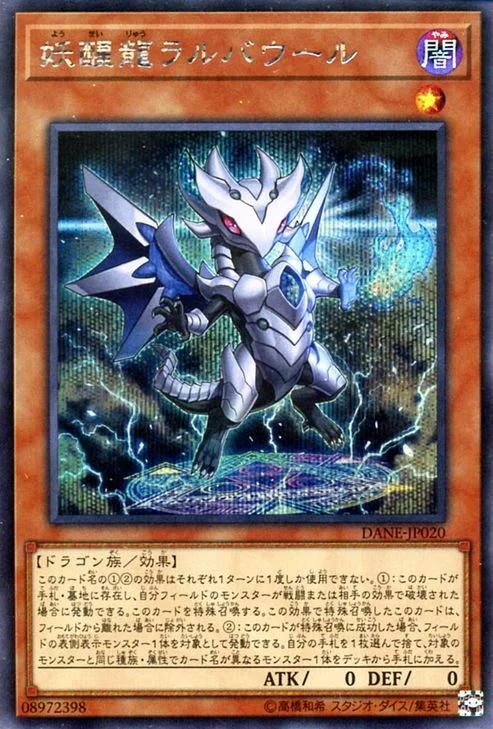 妖醒龍ラルバウール
闇
DANE-JP020
【ドラゴン族／効果】
このカード名の①②の効果はそれぞれ1ターンに1度しか使用できない。①：このカードが
手札・墓地に存在し、自分フィールドのモンスターが戦闘または相手の効果で破壊された
場合に発動できる。このカードを特殊召喚する。この効果で特殊召喚したこのカードは、
フィールドから離れた場合に除外される。②：このカードが特殊召喚に成功した場合、フィール
ドの表側表示モンスター1体を対象として発動できる。自分の手札を1枚選んで捨て、対象の
モンスターと同じ種族・属性でカード名が異なるモンスター1体をデッキから手札に加える。
ATK/ 0 DEF/ 0
08972398
©高橋和希 スタジオ・ダイス/集英社